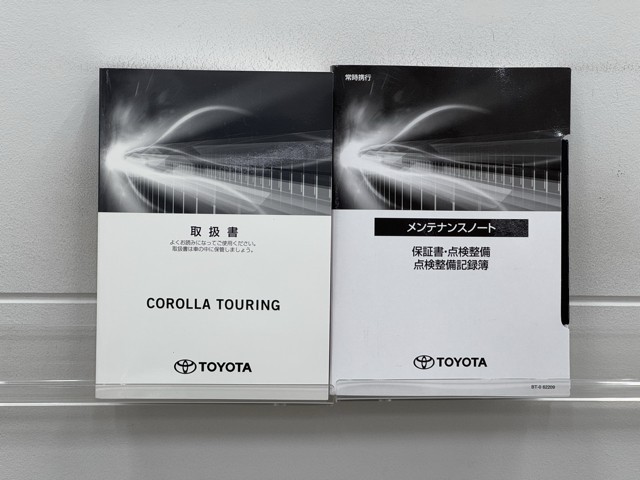 取扱書
よくお読みになってご使用ください。
取扱書は車の中に保管しましょう。
COROLLA TOURING
TOYOTA
常時携行
メンテナンスノート
保証書・点検整備
点検整備記録簿
TOYOTA